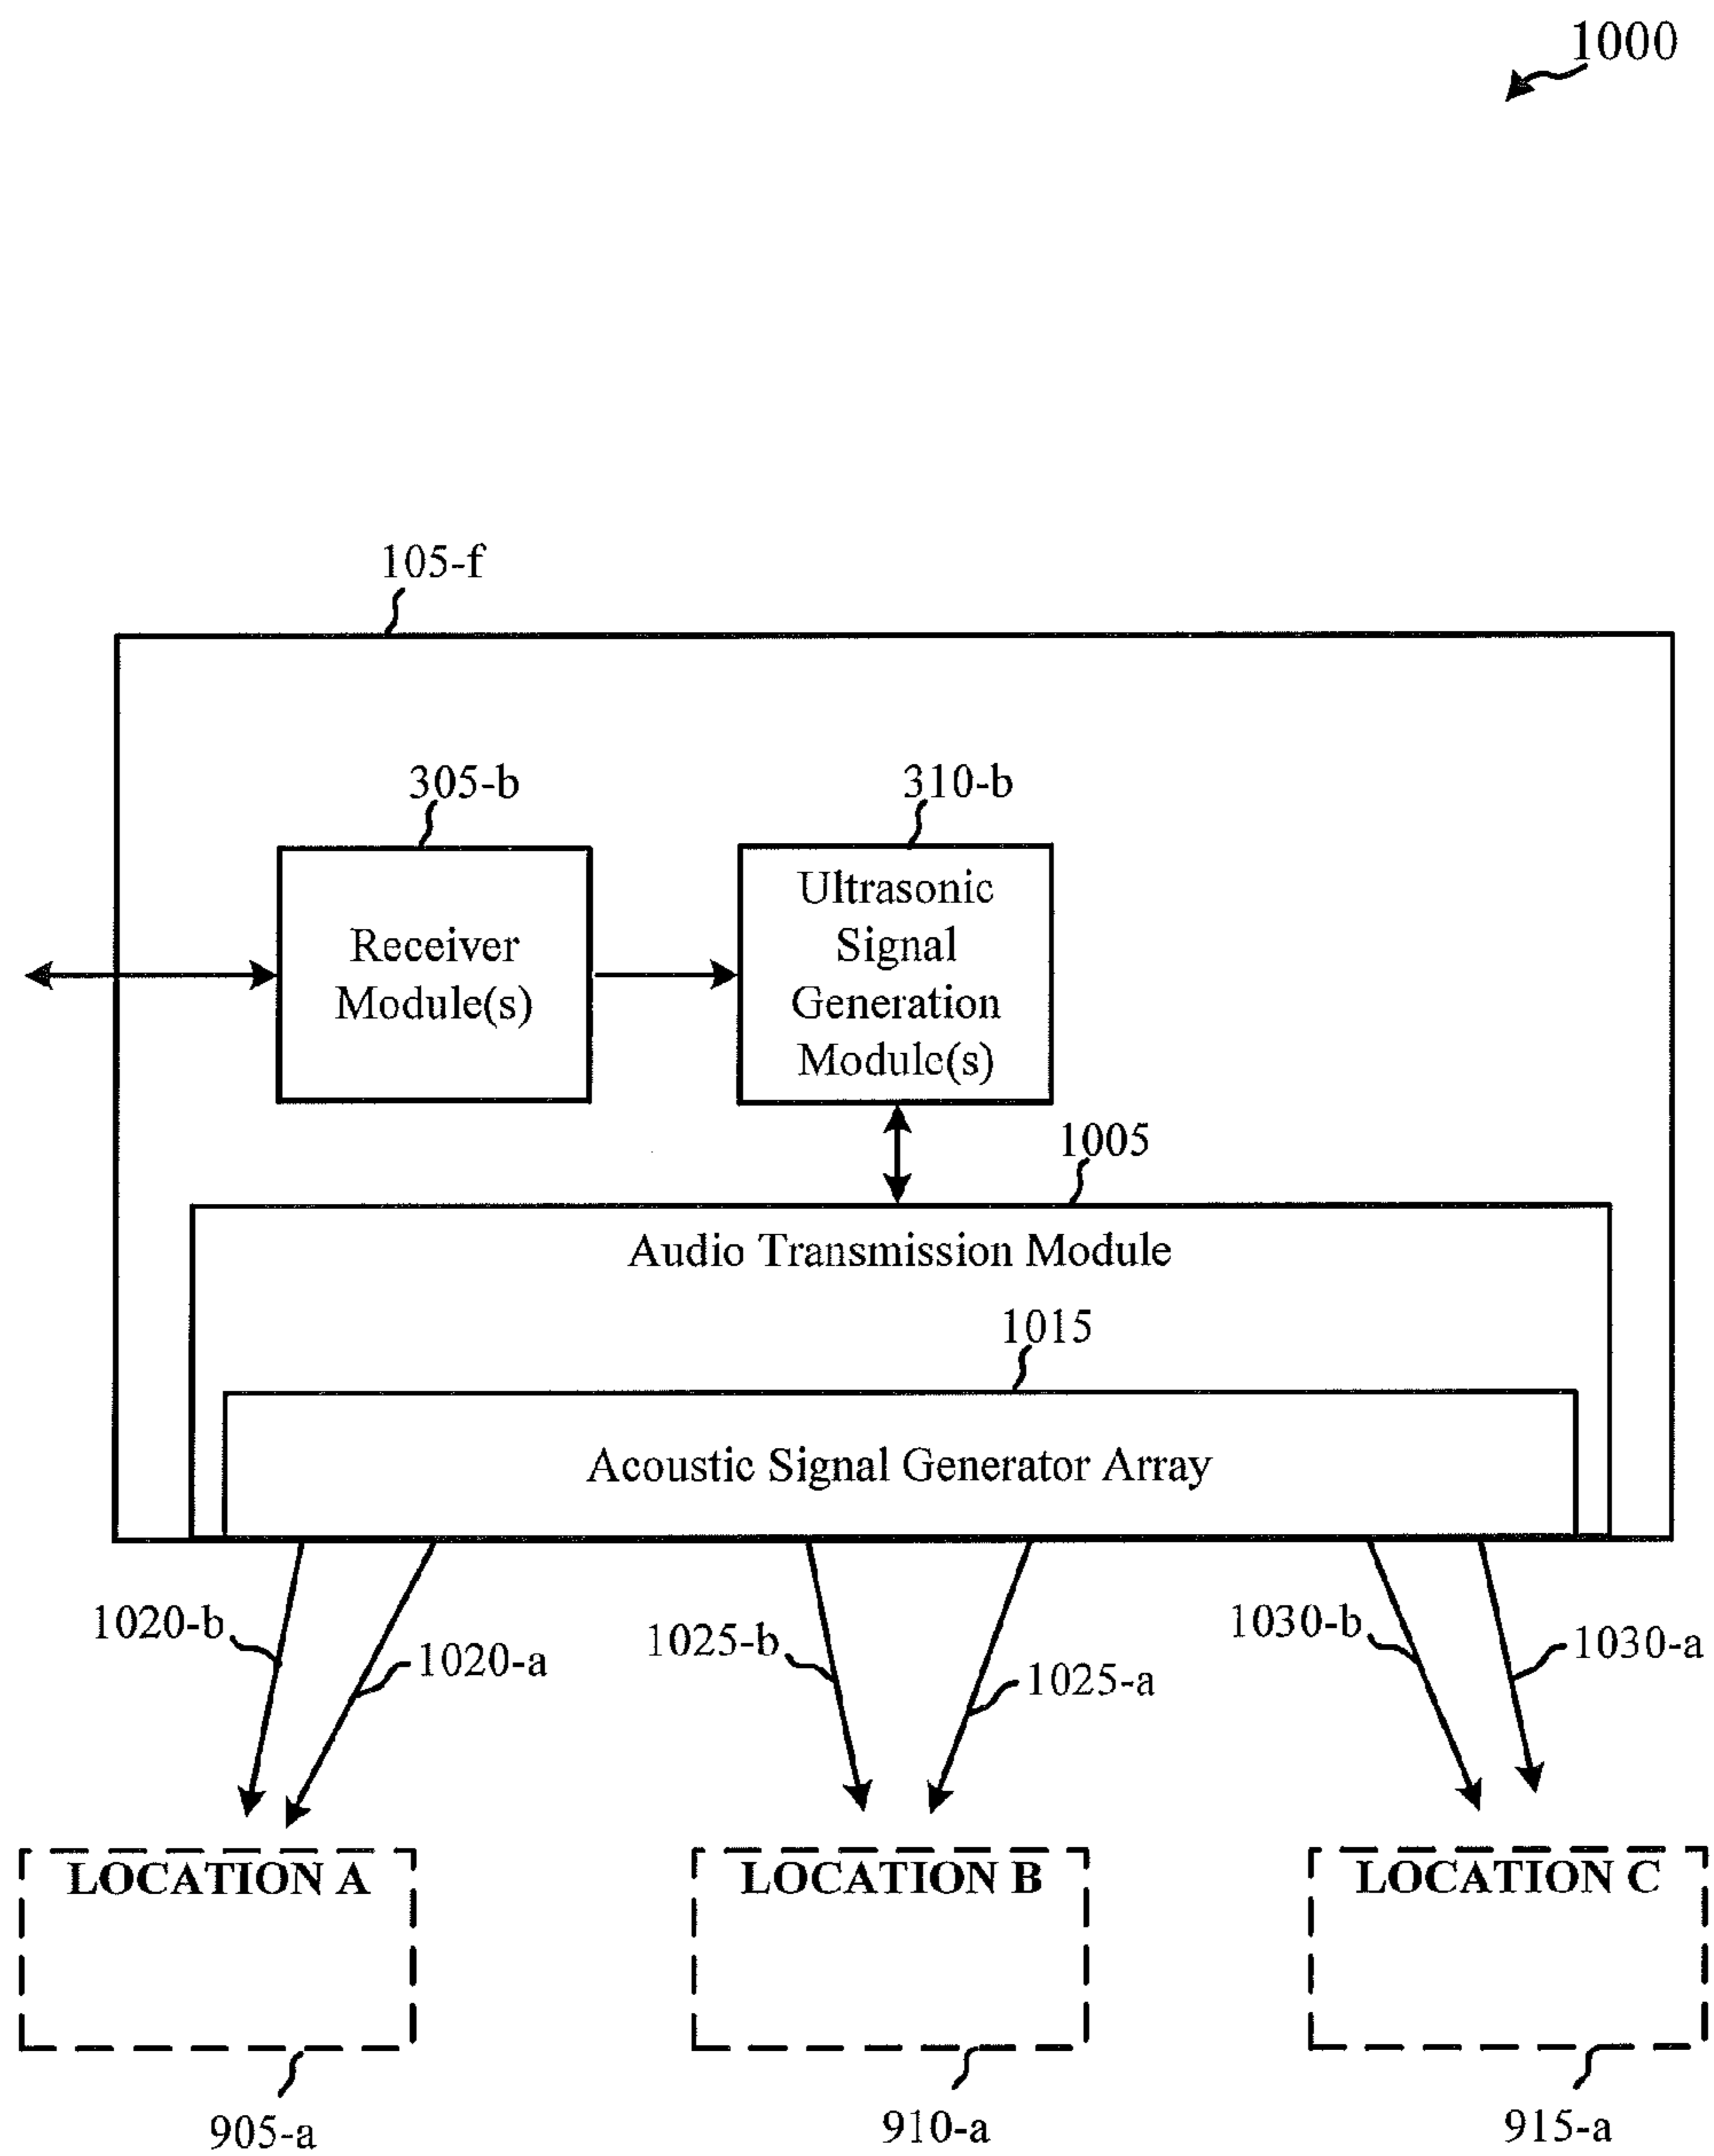 1000
105-f
305-b
310-b
Receiver
Module(s)
Ultrasonic
Signal
Generation
Module(s)
1005
Audio Transmission Module
1015
Acoustic Signal Generator Array
1020-b
1020-a
1025-b
1025-a
1030-b
1030-a
LOCATION A
LOCATION B
LOCATION C
905-a
910-a
915-a